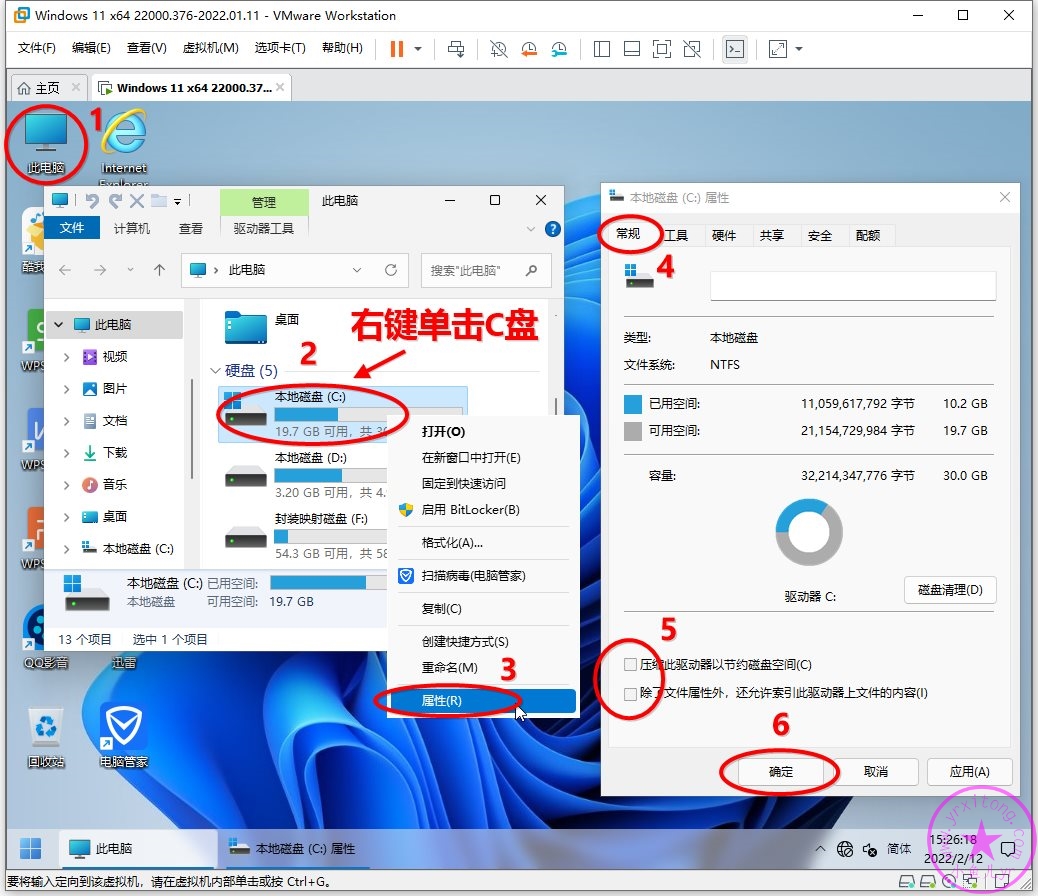 Windows 11 x64 22000.376-2022.01.11 - VMware Workstation
文件(F) 编辑(E) 查看(V) 虚拟机(M) 选项卡(T) 帮助(H)
主页
Windows 11 x64 22000.37...
1
此电脑
Internet
Explorer
WPS
WPS
WPS
QQ影音
迅雷
回收站
电脑管家
管理
此电脑
文件 计算机 查看 驱动器工具
此电脑
搜索"此电脑"
此电脑
视频
图片
文档
下载
音乐
桌面
本地磁盘 (C:)
桌面
硬盘 (5)
2
右键单击C盘
本地磁盘 (C:)
19.7 GB 可用，共 30
本地磁盘 (D:)
3.20 GB 可用，共 4.
封装映射磁盘 (F:)
54.3 GB 可用，共 58
本地磁盘 (C:) 已用空间:
本地磁盘 可用空间: 19.7 GB
13 个项目 选中 1 个项目
打开(O)
在新窗口中打开(E)
固定到快速访问
启用 BitLocker(B)
格式化(A)...
扫描病毒(电脑管家)
复制(C)
创建快捷方式(S)
重命名(M)
3
属性(R)
本地磁盘 (C:) 属性
常规 工具 硬件 共享 安全 配额
4
类型: 本地磁盘
文件系统: NTFS
已用空间: 11,059,617,792 字节 10.2 GB
可用空间: 21,154,729,984 字节 19.7 GB
容量: 32,214,347,776 字节 30.0 GB
驱动器 C:
磁盘清理(D)
5
压缩此驱动器以节约磁盘空间(C)
除了文件属性外，还允许索引此驱动器上文件的内容(I)
6
确定 取消 应用(A)
www.yrxitong.com
此电脑
本地磁盘 (C:) 属性
简体
15:26:18
2022/2/12
要将输入定向到该虚拟机，请在虚拟机内部单击或按 Ctrl+G。